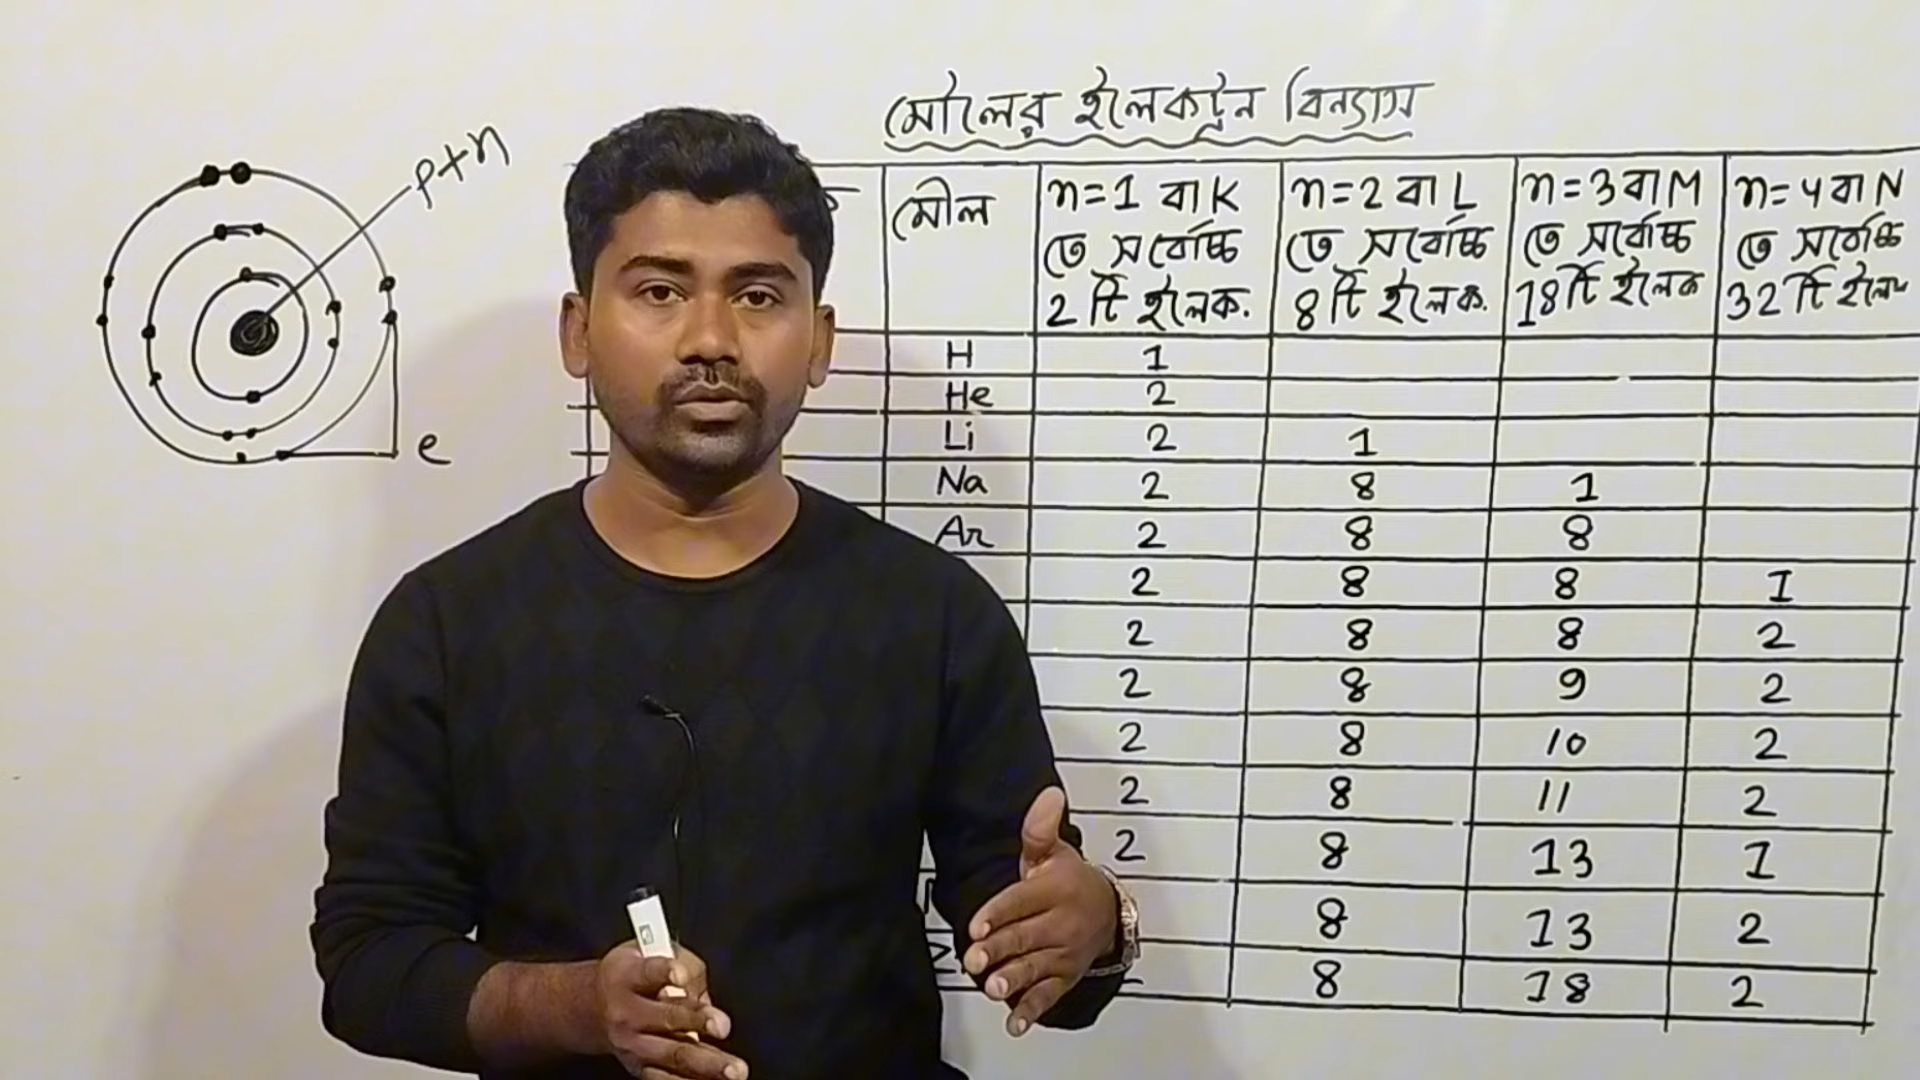 মৌলের ইলেকট্রন বিন্যাস
p+n
e
মৌল n=1 বা K তে সর্বোচ্চ 2 টি ইলেক. n=2 বা L তে সর্বোচ্চ 8 টি ইলেক. n=3 বা M তে সর্বোচ্চ 18 টি ইলেক n=4 বা N তে সর্বোচ্চ 32 টি
H 1
He 2
Li 2 1
Na 2 8 1
Ar 2 8 8
2 8 8 1
2 8 8 2
2 8 9 2
2 8 10 2
2 8 11 2
2 8 13 1
8 13 2
8 18 2